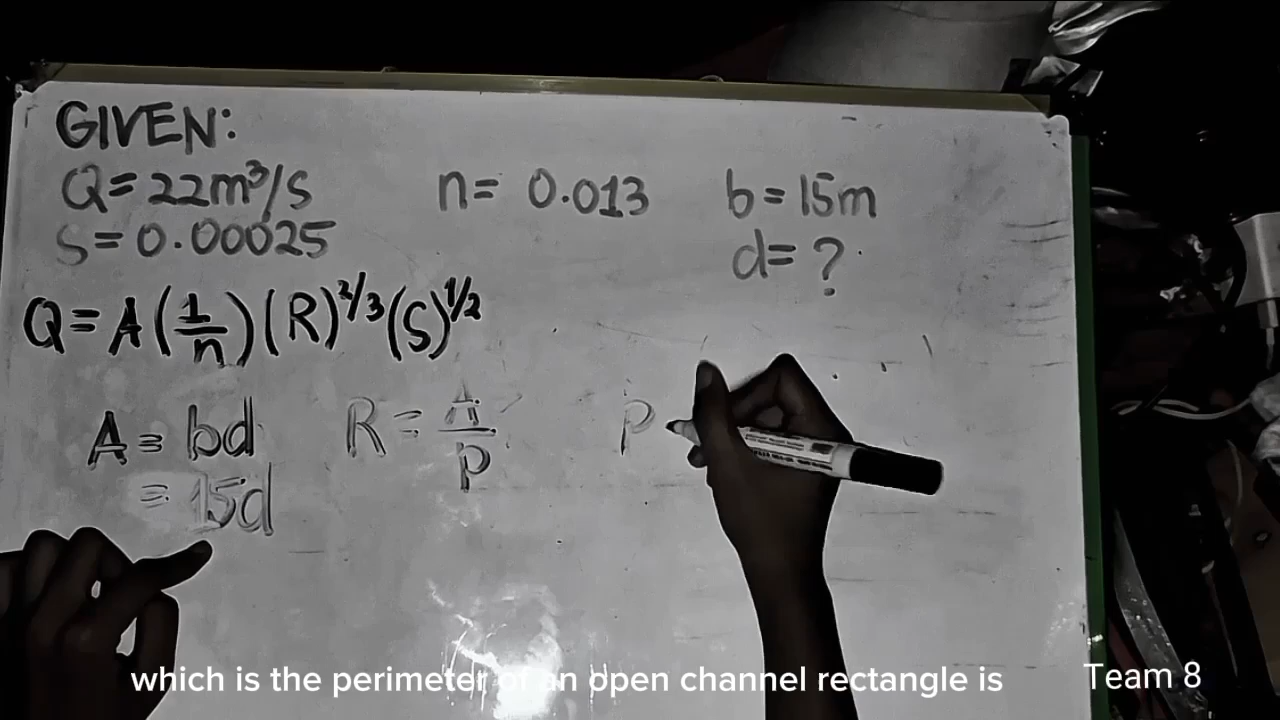 GIVEN:
Q = 22m³/s n = 0.013 b = 15m
S = 0.00025 d = ?
Q = A (1/n) (R)^2/3 (S)^1/2
A = bd R = A/P P
= 15d
which is the perimeter of an open channel rectangle is
Team 8